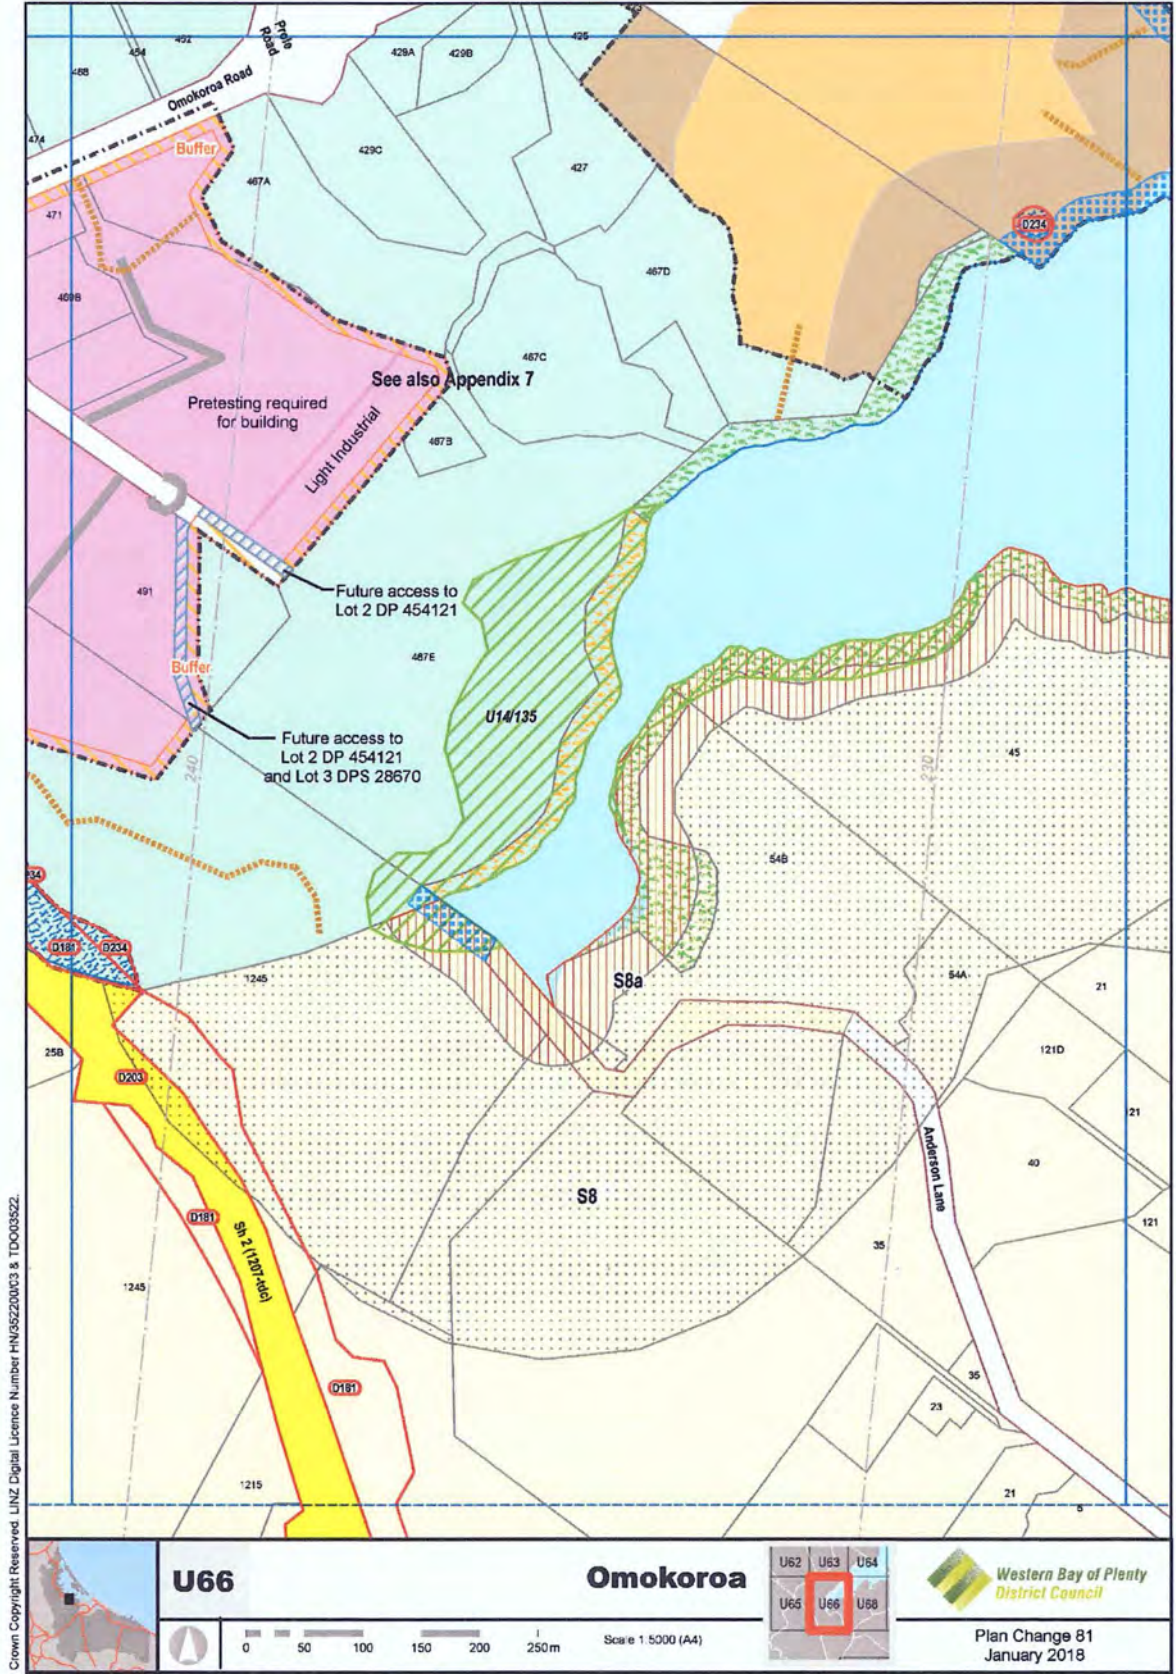 452
454
488
474
Prole
Road
Omokoroa Road
429A
429B
425
429C
427
Buffer
467A
471
467D
D234
469B
467C
See also Appendix 7
Pretesting required
for building
Light Industrial
467B
491
Future access to
Lot 2 DP 454121
467E
Buffer
U14/135
Future access to
Lot 2 DP 454121
and Lot 3 DPS 28670
240
230
45
54B
D181
D234
1245
S8a
54A
21
25B
D203
121D
21
Anderson Lane
40
S8
D181
Sh 2 (1207-tdc)
121
35
1245
D181
35
23
1215
21
5
Crown Copyright Reserved. LINZ Digital Licence Number HN/352200/03 & TDO03522.
U66
Omokoroa
U62 U63 U64
U65 U66 U68
Western Bay of Plenty
District Council
0 50 100 150 200 250m
Scale 1:5000 (A4)
Plan Change 81
January 2018